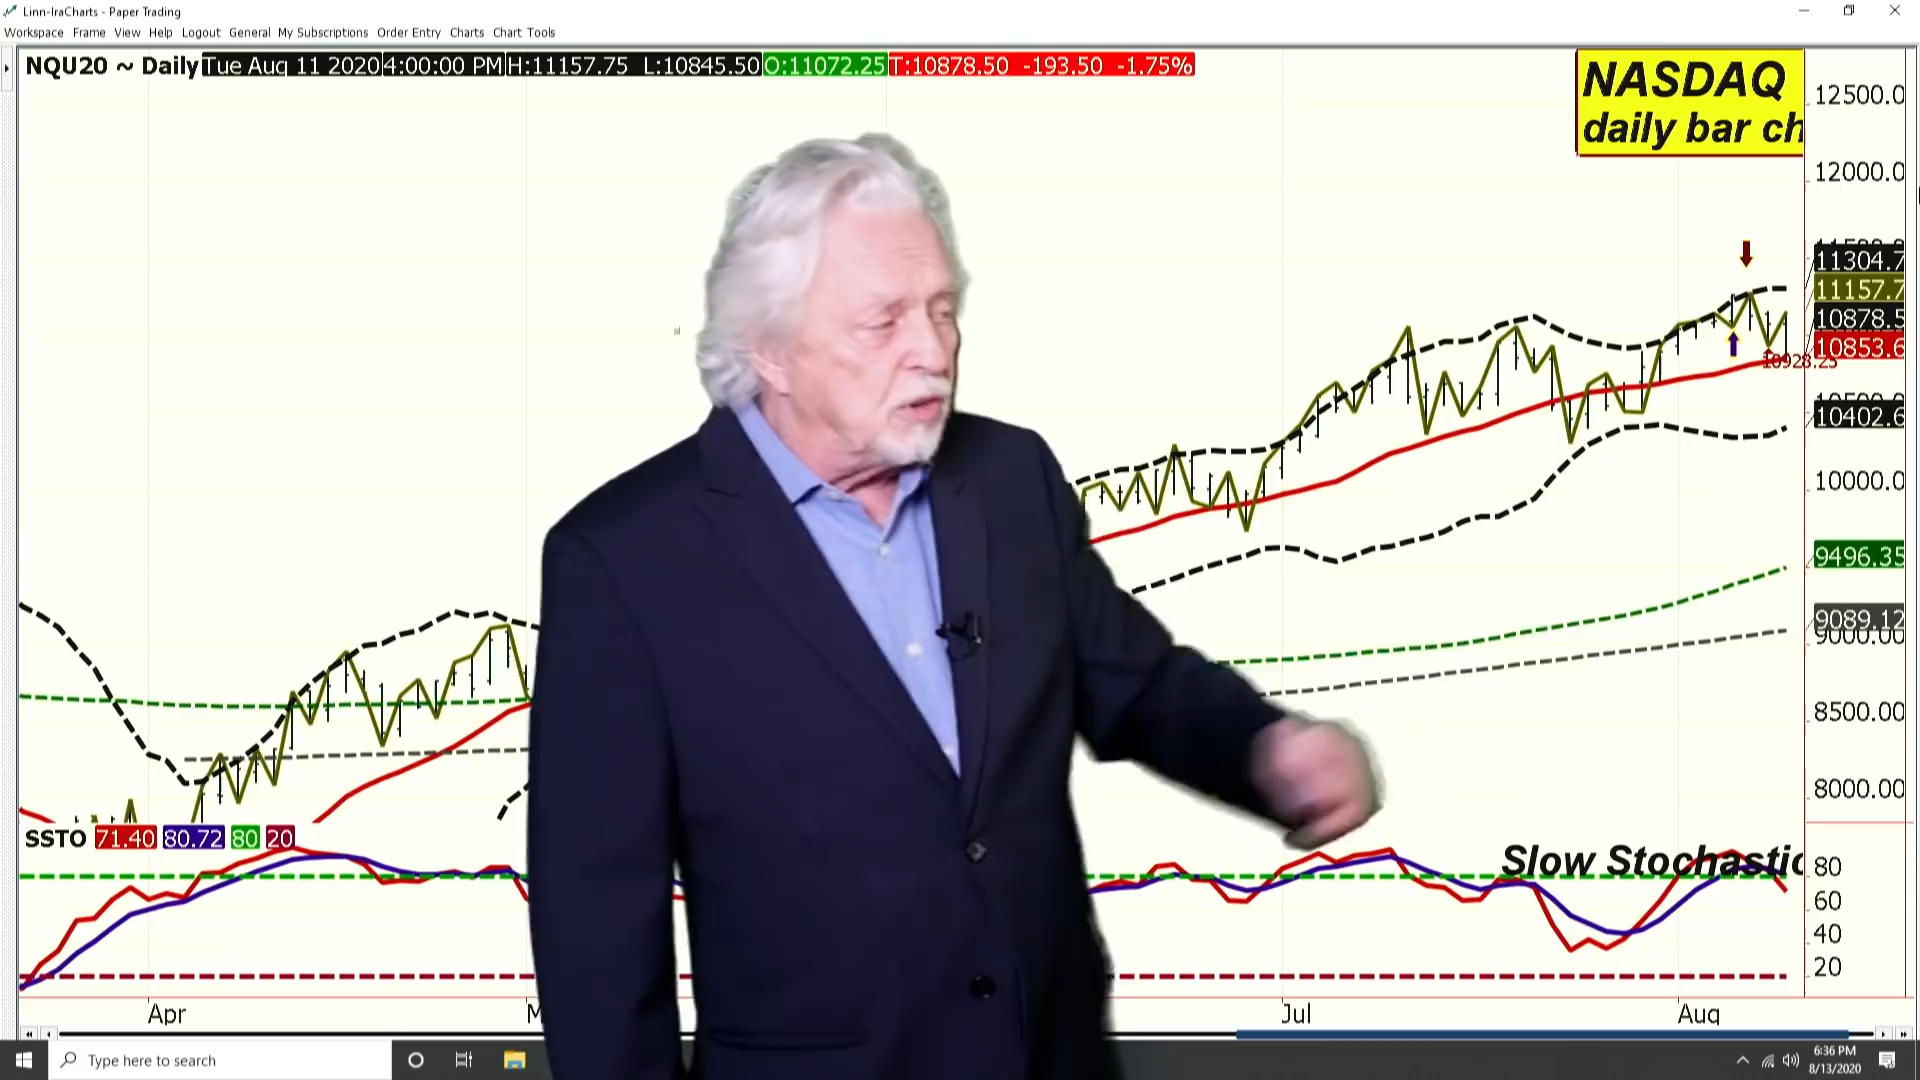 Linn-IraCharts - Paper Trading
Workspace Frame View Help Logout General My Subscriptions Order Entry Charts Chart Tools
NQU20 ~ Daily Tue Aug 11 2020 4:00:00 PM H:11157.75 L:10845.50 O:11072.25 T:10878.50 -193.50 -1.75%
NASDAQ
daily bar ch
12500.0
12000.0
11304.7
11157.7
10878.5
10853.6
10928.25
10402.6
10000.0
9496.35
9089.12
9000.00
8500.00
8000.00
SSTO 71.40 80.72 80 20
Slow Stochastic
80
60
40
20
Apr
M
Jul
Aug
Type here to search
6:36 PM
8/13/2020